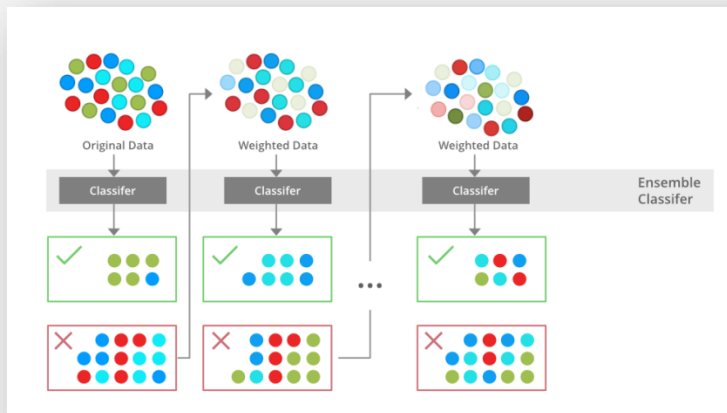 Original Data
Weighted Data
Weighted Data
Classifer
Classifer
Classifer
Ensemble
Classifer
...